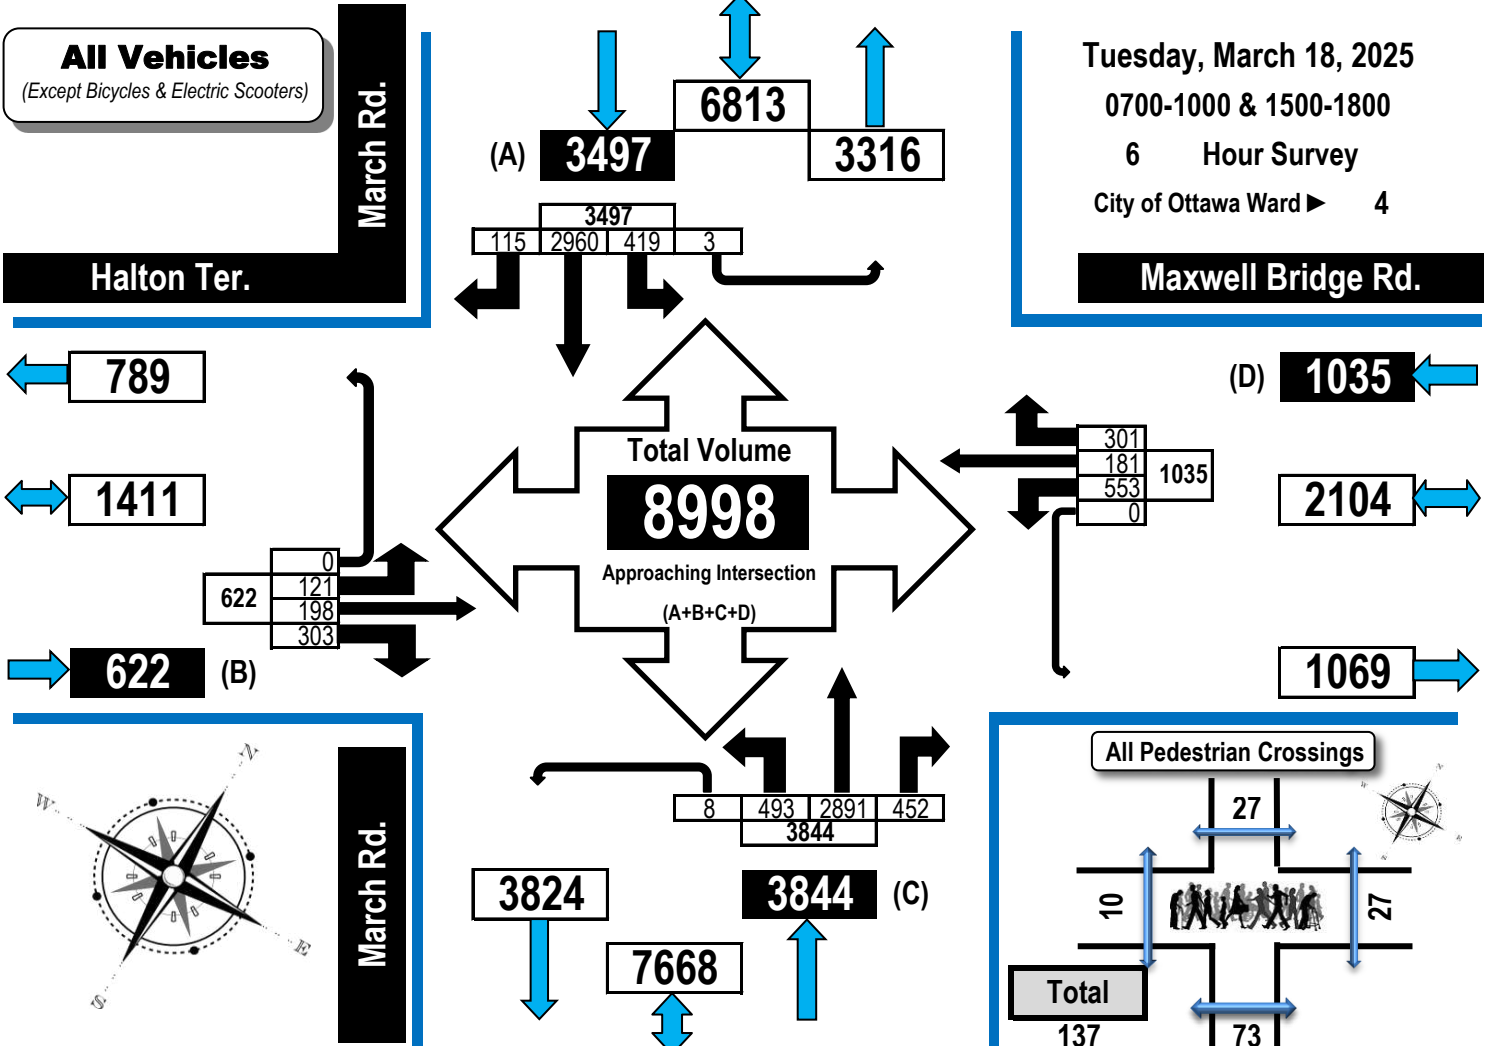 All Vehicles
(Except Bicycles & Electric Scooters)
March Rd.
Halton Ter.
6813
(A) 3497
3316
3497
115 2960 419 3
Tuesday, March 18, 2025
0700-1000 & 1500-1800
6 Hour Survey
City of Ottawa Ward ► 4
Maxwell Bridge Rd.
789
1411
0
121
198
303
622
622 (B)
Total Volume
8998
Approaching Intersection
(A+B+C+D)
(D) 1035
301
181
553
0
1035
2104
1069
8 493 2891 452
3844
3824
3844 (C)
7668
March Rd.
N
W
E
S
All Pedestrian Crossings
27
10
27
Total
137
73